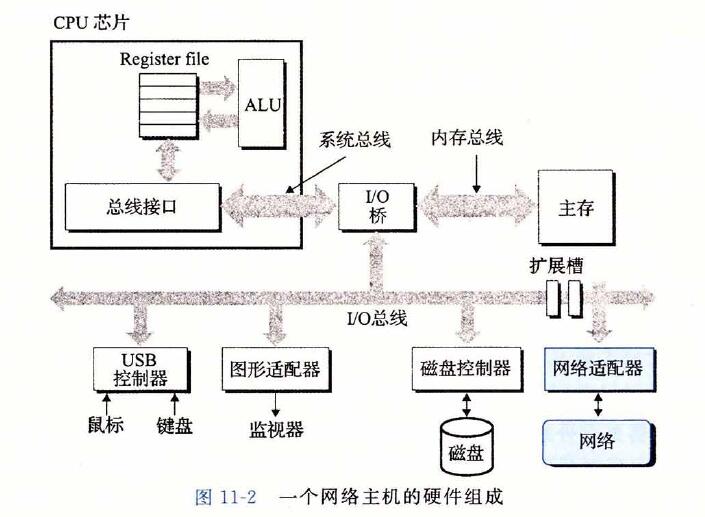 CPU 芯片
Register file
ALU
系统总线
内存总线
总线接口
I/O
桥
主存
扩展槽
I/O总线
USB
控制器
图形适配器
磁盘控制器
网络适配器
鼠标
键盘
监视器
磁盘
网络
图 11-2 一个网络主机的硬件组成